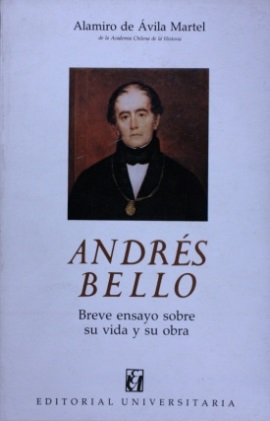 Alamiro de Ávila Martel
de la Academia Chilena de la Historia
ANDRÉS
BELLO
Breve ensayo sobre
su vida y su obra
EDITORIAL UNIVERSITARIA